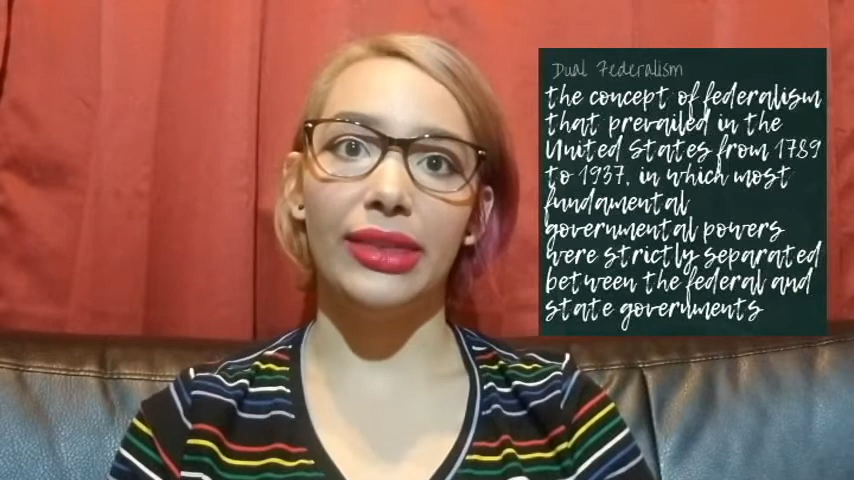 Dual Federalism
the concept of federalism
that prevailed in the
United States from 1789
to 1937, in which most
fundamental
governmental powers
were strictly separated
between the federal and
state governments